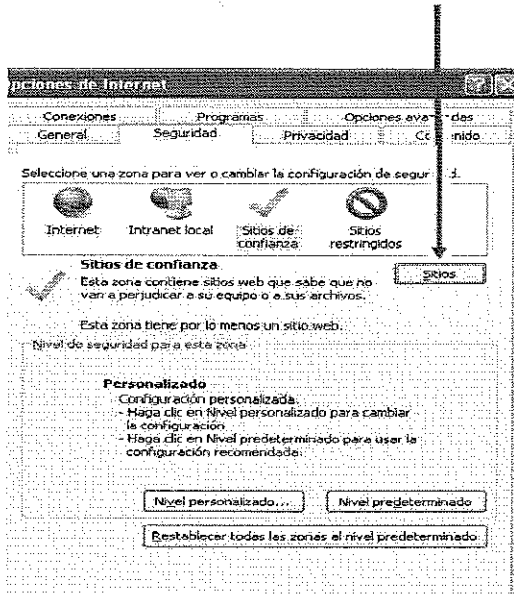 Opciones de Internet
Conexiones Programas Opciones avanzadas
General Seguridad Privacidad Contenido
Seleccione una zona para ver o cambiar la configuración de seguridad.
Internet Intranet local Sitios de confianza Sitios restringidos
Sitios de confianza
Sitios
Esta zona contiene sitios web que sabe que no
van a perjudicar a su equipo o a sus archivos.
Esta zona tiene por lo menos un sitio web.
Nivel de seguridad para esta zona
Personalizado
Configuración personalizada.
- Haga clic en Nivel personalizado para cambiar
la configuración.
- Haga clic en Nivel predeterminado para usar la
configuración recomendada.
Nivel personalizado... Nivel predeterminado
Restablecer todas las zonas al nivel predeterminado